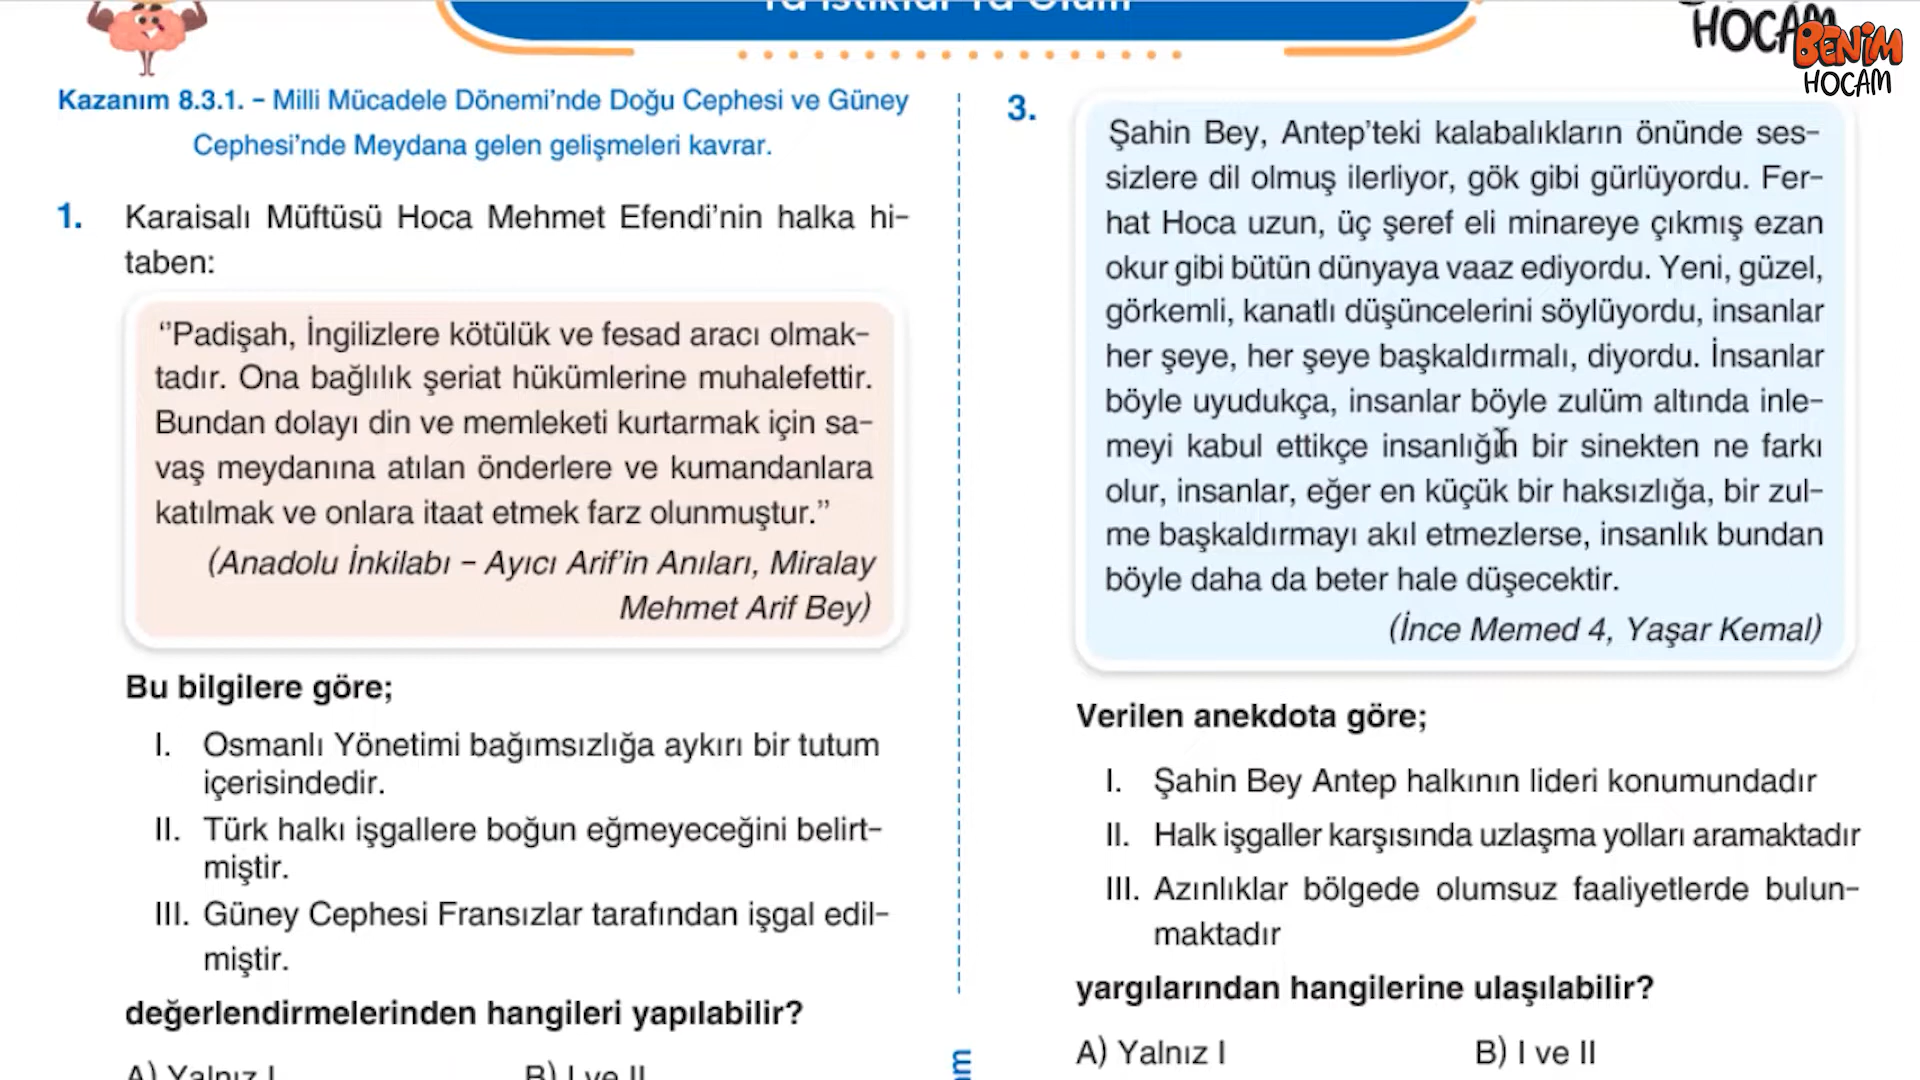 Ya İstiklal Ya Ölüm
HOCAM
BENİM
HOCAM
Kazanım 8.3.1. – Milli Mücadele Dönemi'nde Doğu Cephesi ve Güney
Cephesi'nde Meydana gelen gelişmeleri kavrar.
1. Karaisalı Müftüsü Hoca Mehmet Efendi'nin halka hi-
taben:
"Padişah, İngilizlere kötülük ve fesad aracı olmak-
tadır. Ona bağlılık şeriat hükümlerine muhalefettir.
Bundan dolayı din ve memleketi kurtarmak için sa-
vaş meydanına atılan önderlere ve kumandanlara
katılmak ve onlara itaat etmek farz olunmuştur."
(Anadolu İnkilabı – Ayıcı Arif'in Anıları, Miralay
Mehmet Arif Bey)
Bu bilgilere göre;
I. Osmanlı Yönetimi bağımsızlığa aykırı bir tutum
içerisindedir.
II. Türk halkı işgallere boğun eğmeyeceğini belirt-
miştir.
III. Güney Cephesi Fransızlar tarafından işgal edil-
miştir.
değerlendirmelerinden hangileri yapılabilir?
A) Yalnız I B) I ve II
3. Şahin Bey, Antep'teki kalabalıkların önünde ses-
sizlere dil olmuş ilerliyor, gök gibi gürlüyordu. Fer-
hat Hoca uzun, üç şeref eli minareye çıkmış ezan
okur gibi bütün dünyaya vaaz ediyordu. Yeni, güzel,
görkemli, kanatlı düşüncelerini söylüyordu, insanlar
her şeye, her şeye başkaldırmalı, diyordu. İnsanlar
böyle uyudukça, insanlar böyle zulüm altında inle-
meyi kabul ettikçe insanlığın bir sinekten ne farkı
olur, insanlar, eğer en küçük bir haksızlığa, bir zul-
me başkaldırmayı akıl etmezlerse, insanlık bundan
böyle daha da beter hale düşecektir.
(İnce Memed 4, Yaşar Kemal)
Verilen anekdota göre;
I. Şahin Bey Antep halkının lideri konumundadır
II. Halk işgaller karşısında uzlaşma yolları aramaktadır
III. Azınlıklar bölgede olumsuz faaliyetlerde bulun-
maktadır
yargılarından hangilerine ulaşılabilir?
A) Yalnız I B) I ve II